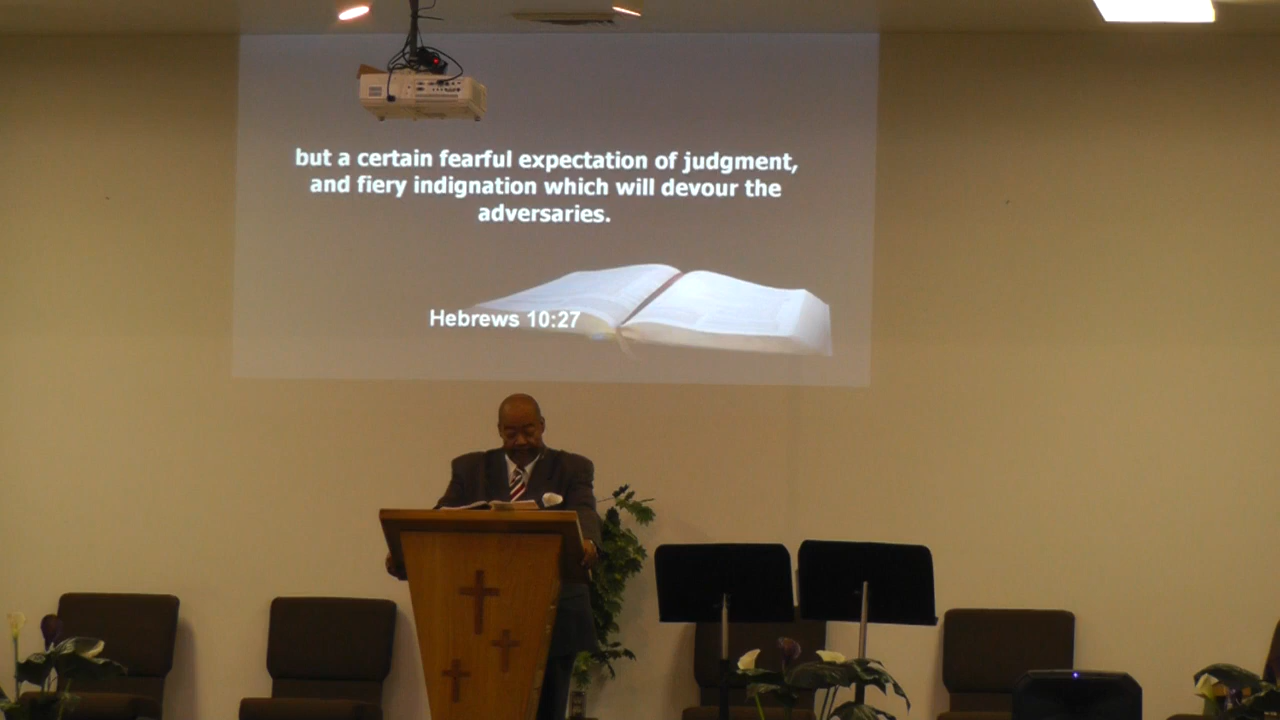 but a certain fearful expectation of judgment,
and fiery indignation which will devour the
adversaries.
Hebrews 10:27